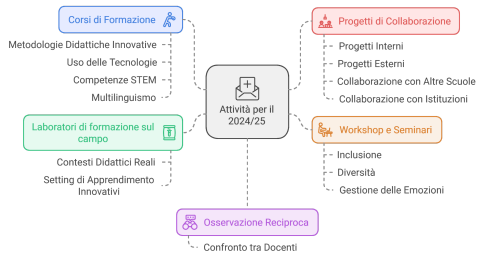 Corsi di Formazione
Metodologie Didattiche Innovative
Uso delle Tecnologie
Competenze STEM
Multilinguismo
Laboratori di formazione sul
campo
Contesti Didattici Reali
Setting di Apprendimento
Innovativi
Attività per il
2024/25
Progetti di Collaborazione
Progetti Interni
Progetti Esterni
Collaborazione con Altre Scuole
Collaborazione con Istituzioni
Workshop e Seminari
Inclusione
Diversità
Gestione delle Emozioni
Osservazione Reciproca
Confronto tra Docenti